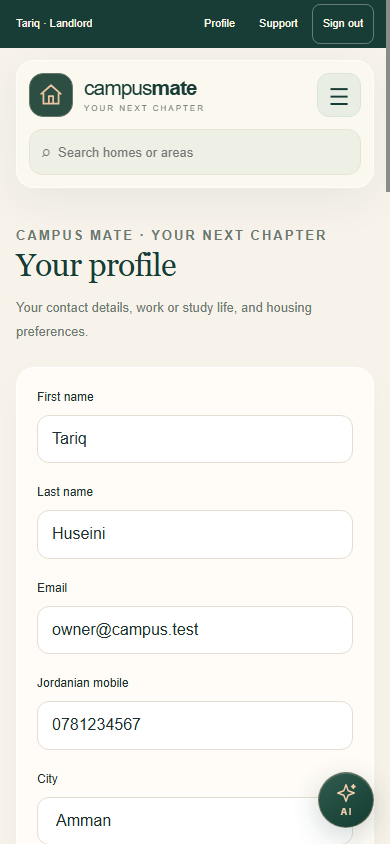 Tariq · Landlord Profile Support Sign out
campusmate
YOUR NEXT CHAPTER
Search homes or areas
CAMPUS MATE · YOUR NEXT CHAPTER
Your profile
Your contact details, work or study life, and housing
preferences.
First name
Tariq
Last name
Huseini
Email
owner@campus.test
Jordanian mobile
0781234567
City
Amman
AI